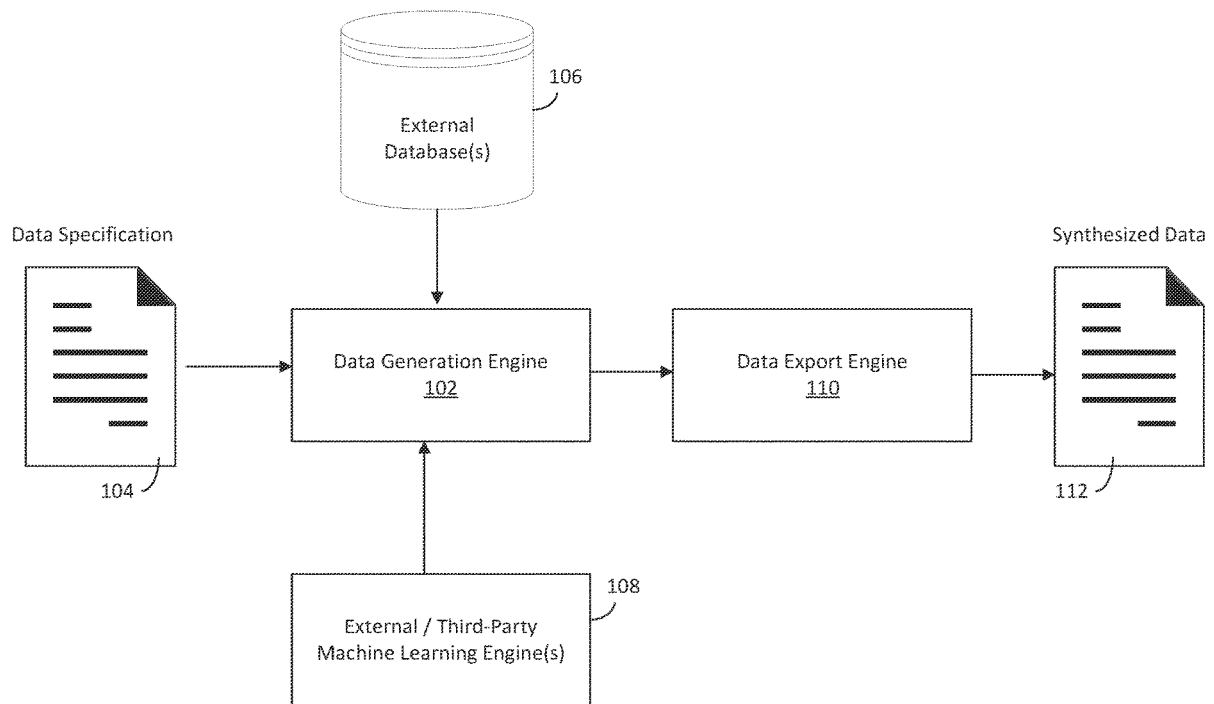 106
External
Database(s)
Data Specification
Synthesized Data
Data Generation Engine
102
Data Export Engine
110
104
112
108
External / Third-Party
Machine Learning Engine(s)